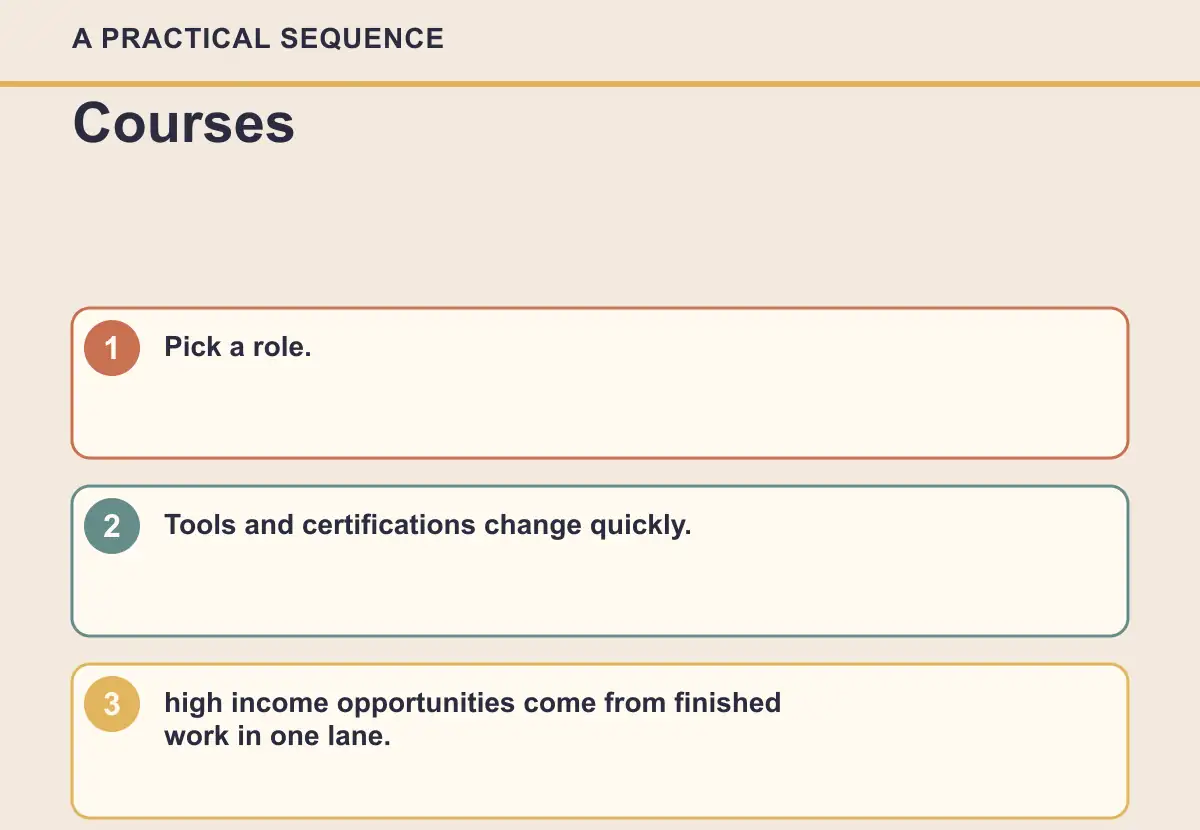 A PRACTICAL SEQUENCE
Courses
1 Pick a role.
2 Tools and certifications change quickly.
3 high income opportunities come from finished
work in one lane.